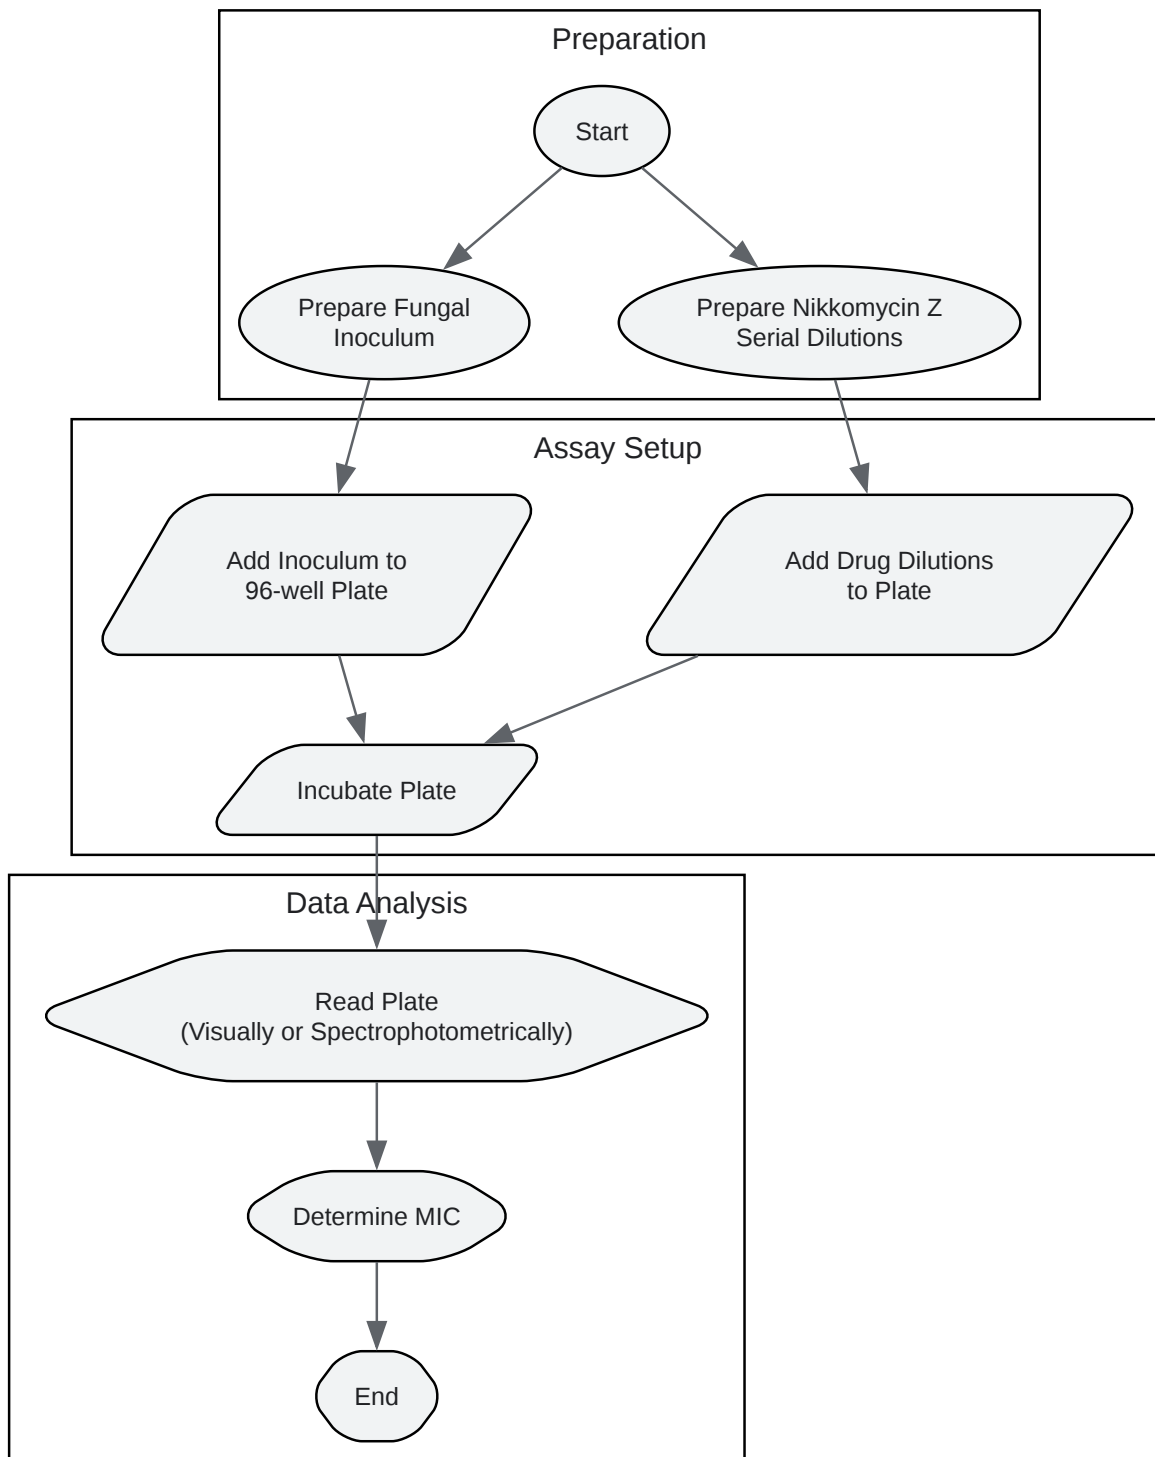 Preparation
Start
Prepare Fungal
Inoculum
Prepare Nikkomycin Z
Serial Dilutions
Assay Setup
Add Inoculum to
96-well Plate
Add Drug Dilutions
to Plate
Incubate Plate
Data Analysis
Read Plate
(Visually or Spectrophotometrically)
Determine MIC
End